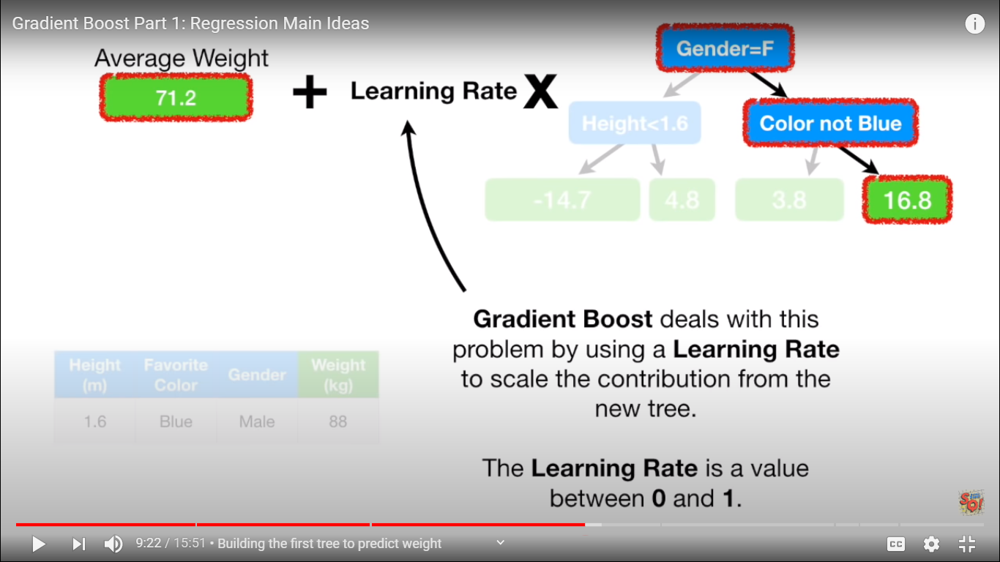 Gradient Boost Part 1: Regression Main Ideas
Average Weight
71.2
+ Learning Rate X
Gender=F
Height<1.6
Color not Blue
-14.7
4.8
3.8
16.8
Gradient Boost deals with this
problem by using a Learning Rate
to scale the contribution from the
new tree.
Height (m) Favorite Color Gender Weight (kg)
1.6 Blue Male 88
The Learning Rate is a value
between 0 and 1.
SQ!
9:22 / 15:51 • Building the first tree to predict weight
CC